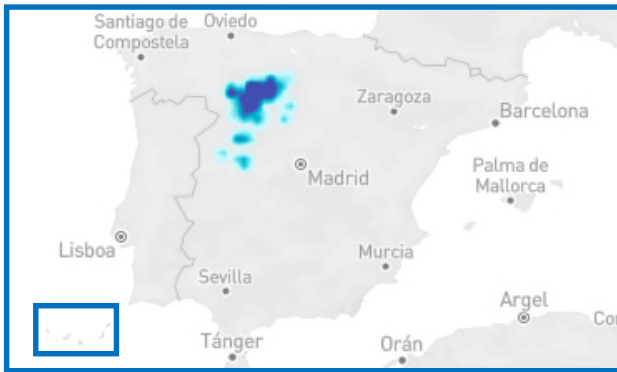 Santiago de
Compostela
Oviedo
Zaragoza
Barcelona
Madrid
Palma de
Mallorca
Lisboa
Murcia
Sevilla
Argel
Tánger
Orán